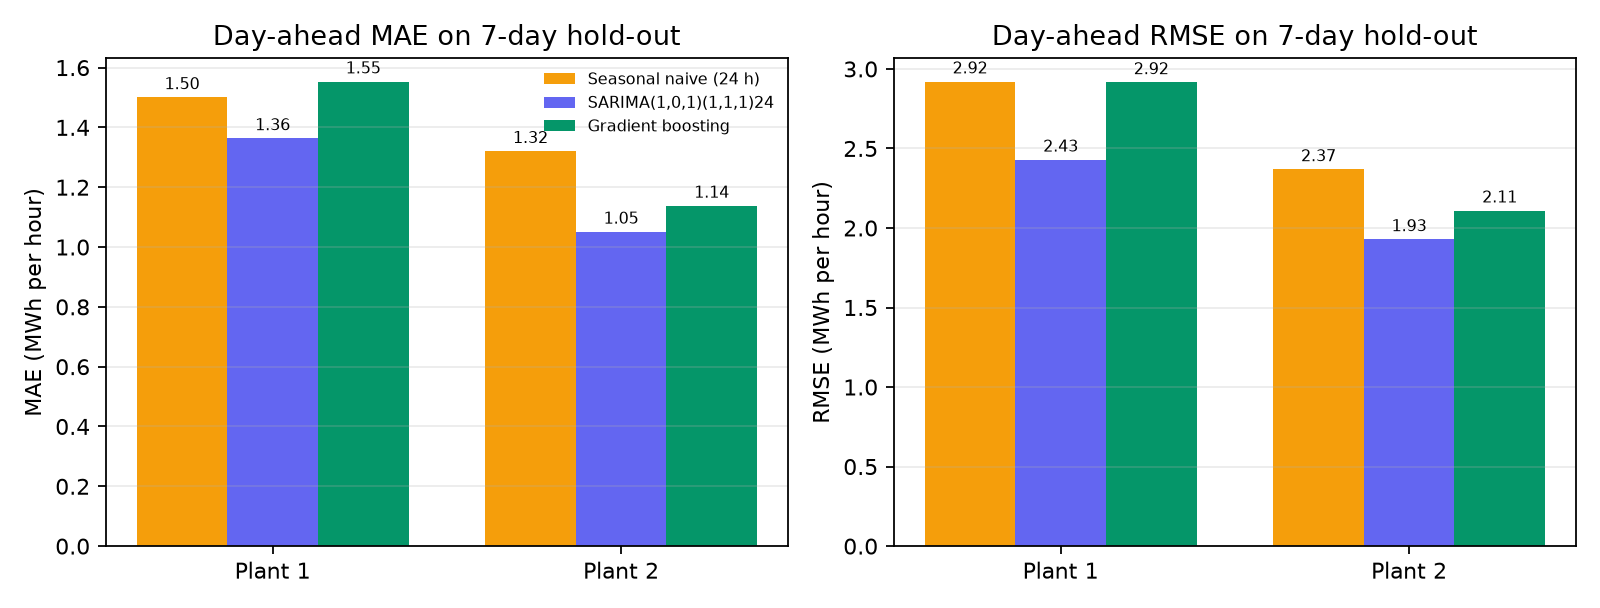 Day-ahead MAE on 7-day hold-out
MAE (MWh per hour)
1.6
1.4
1.2
1.0
0.8
0.6
0.4
0.2
0.0
1.50
1.36
1.55
1.32
1.05
1.14
Seasonal naive (24 h)
SARIMA(1,0,1)(1,1,1)24
Gradient boosting
Plant 1
Plant 2
Day-ahead RMSE on 7-day hold-out
RMSE (MWh per hour)
3.0
2.5
2.0
1.5
1.0
0.5
0.0
2.92
2.43
2.92
2.37
1.93
2.11
Plant 1
Plant 2